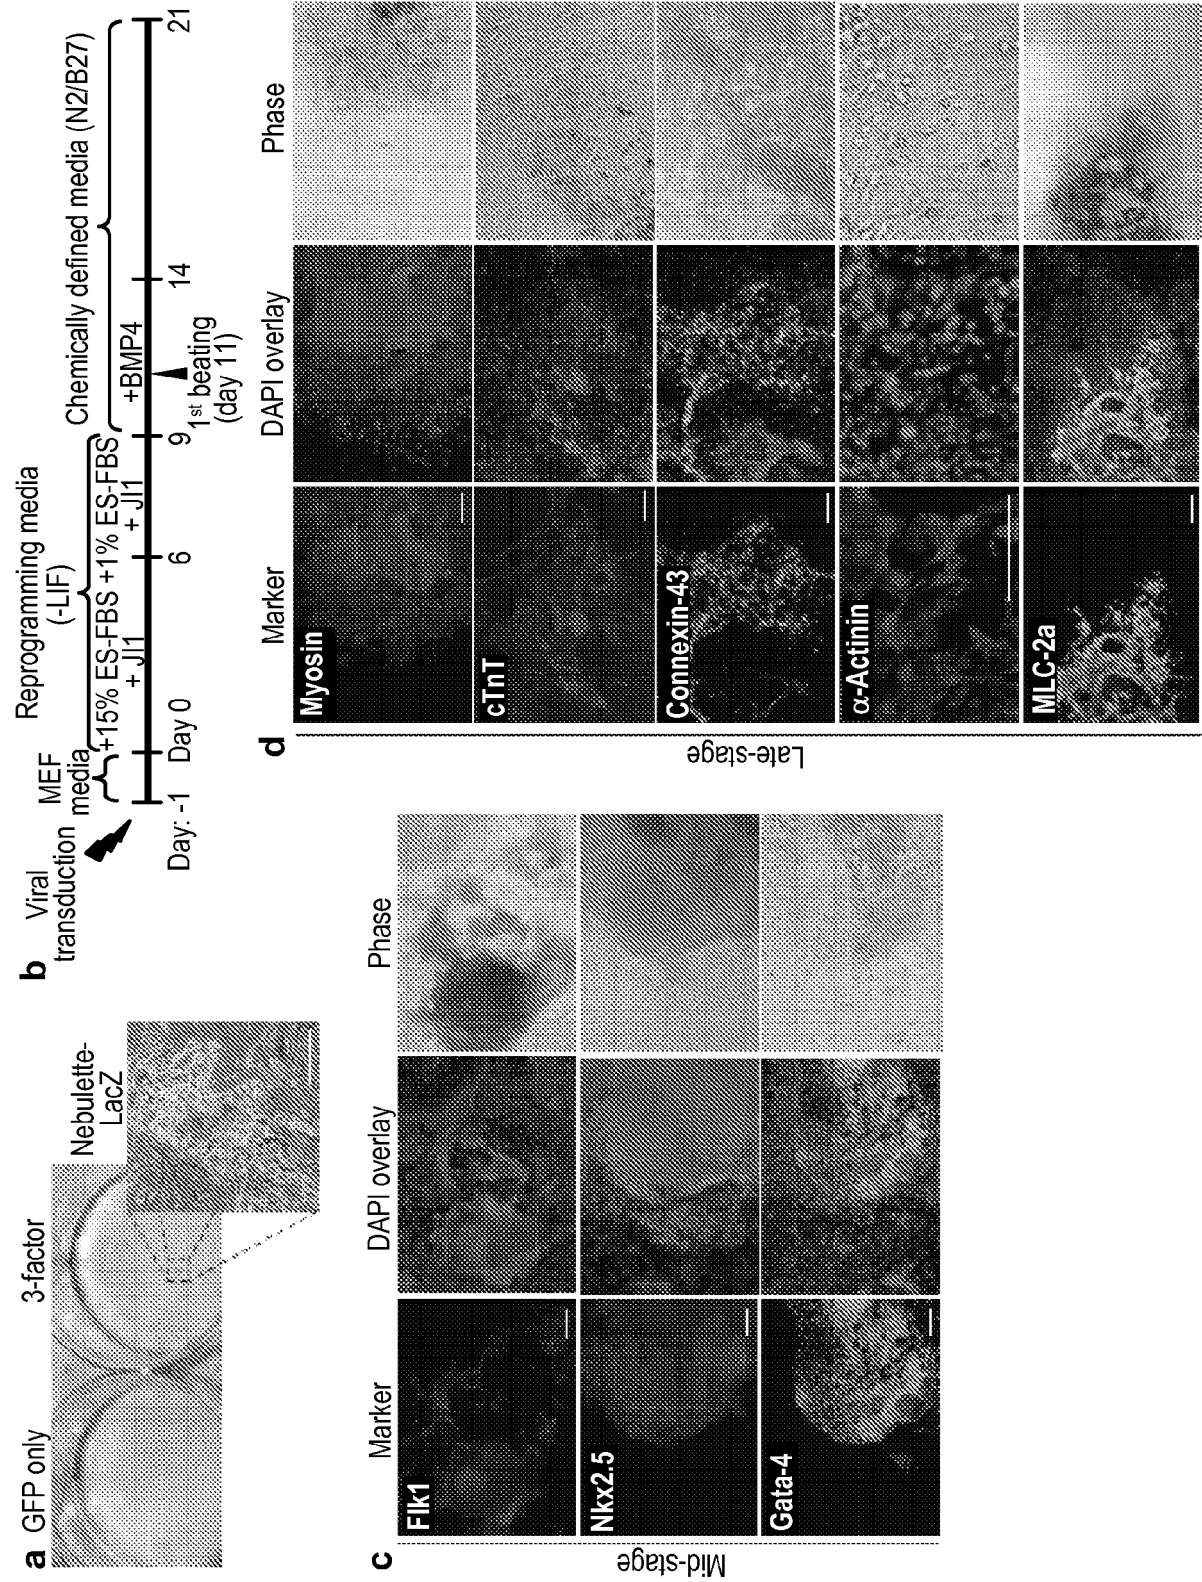 a
GFP only
3-factor
Nebulette-
LacZ
b
Viral
transduction
MEF
media
Reprogramming media
(-LIF)
+15% ES-FBS
+ JI1
+1% ES-FBS
+ JI1
Chemically defined media (N2/B27)
+BMP4
Day: -1
Day 0
6
9
14
21
1st beating
(day 11)
c
Marker
DAPI overlay
Phase
Mid-stage
Flk1
Nkx2.5
Gata-4
d
Marker
DAPI overlay
Phase
Late-stage
Myosin
cTnT
Connexin-43
α-Actinin
MLC-2a